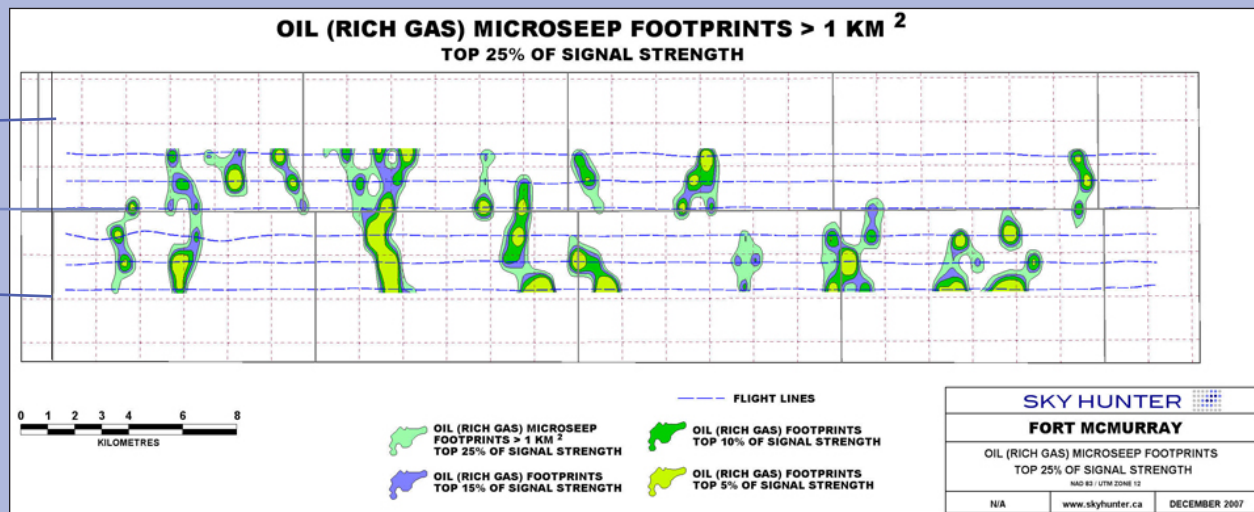 OIL (RICH GAS) MICROSEEP FOOTPRINTS > 1 KM 2
TOP 25% OF SIGNAL STRENGTH
0 1 2 3 4 6 8
KILOMETRES
OIL (RICH GAS) MICROSEEP
FOOTPRINTS > 1 KM 2
TOP 25% OF SIGNAL STRENGTH
OIL (RICH GAS) FOOTPRINTS
TOP 15% OF SIGNAL STRENGTH
FLIGHT LINES
OIL (RICH GAS) FOOTPRINTS
TOP 10% OF SIGNAL STRENGTH
OIL (RICH GAS) FOOTPRINTS
TOP 5% OF SIGNAL STRENGTH
SKY HUNTER
FORT MCMURRAY
OIL (RICH GAS) MICROSEEP FOOTPRINTS
TOP 25% OF SIGNAL STRENGTH
NAD 83 / UTM ZONE 12
N/A www.skyhunter.ca DECEMBER 2007